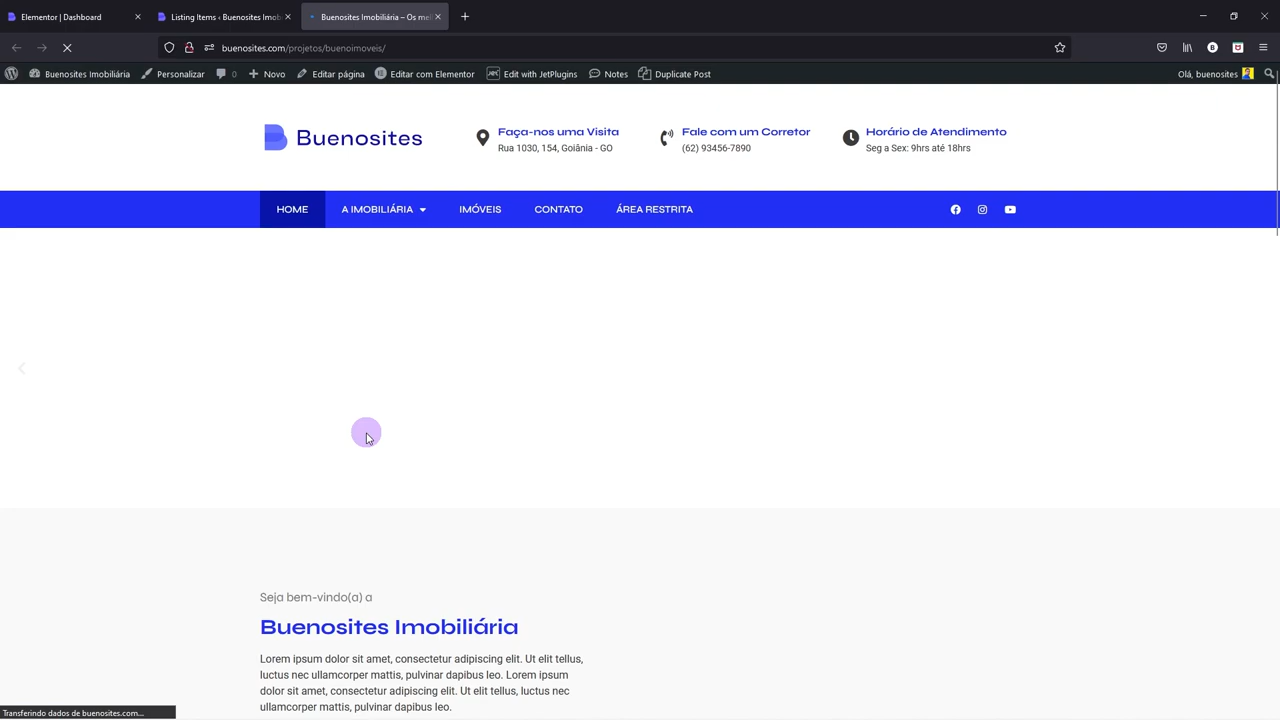 Elementor | Dashboard
Listing Items ‹ Buenosites Imob
Buenosites Imobiliária – Os mel
buenosites.com/projetos/buenoimoveis/
Buenosites Imobiliária
Personalizar
0
Novo
Editar página
Editar com Elementor
Edit with JetPlugins
Notes
Duplicate Post
Olá, buenosites
Buenosites
Faça-nos uma Visita
Rua 1030, 154, Goiânia - GO
Fale com um Corretor
(62) 93456-7890
Horário de Atendimento
Seg a Sex: 9hrs até 18hrs
HOME
A IMOBILIÁRIA
IMÓVEIS
CONTATO
ÁREA RESTRITA
Seja bem-vindo(a) a
Buenosites Imobiliária
Lorem ipsum dolor sit amet, consectetur adipiscing elit. Ut elit tellus,
luctus nec ullamcorper mattis, pulvinar dapibus leo. Lorem ipsum
dolor sit amet, consectetur adipiscing elit. Ut elit tellus, luctus nec
ullamcorper mattis, pulvinar dapibus leo.
Transferindo dados de buenosites.com...